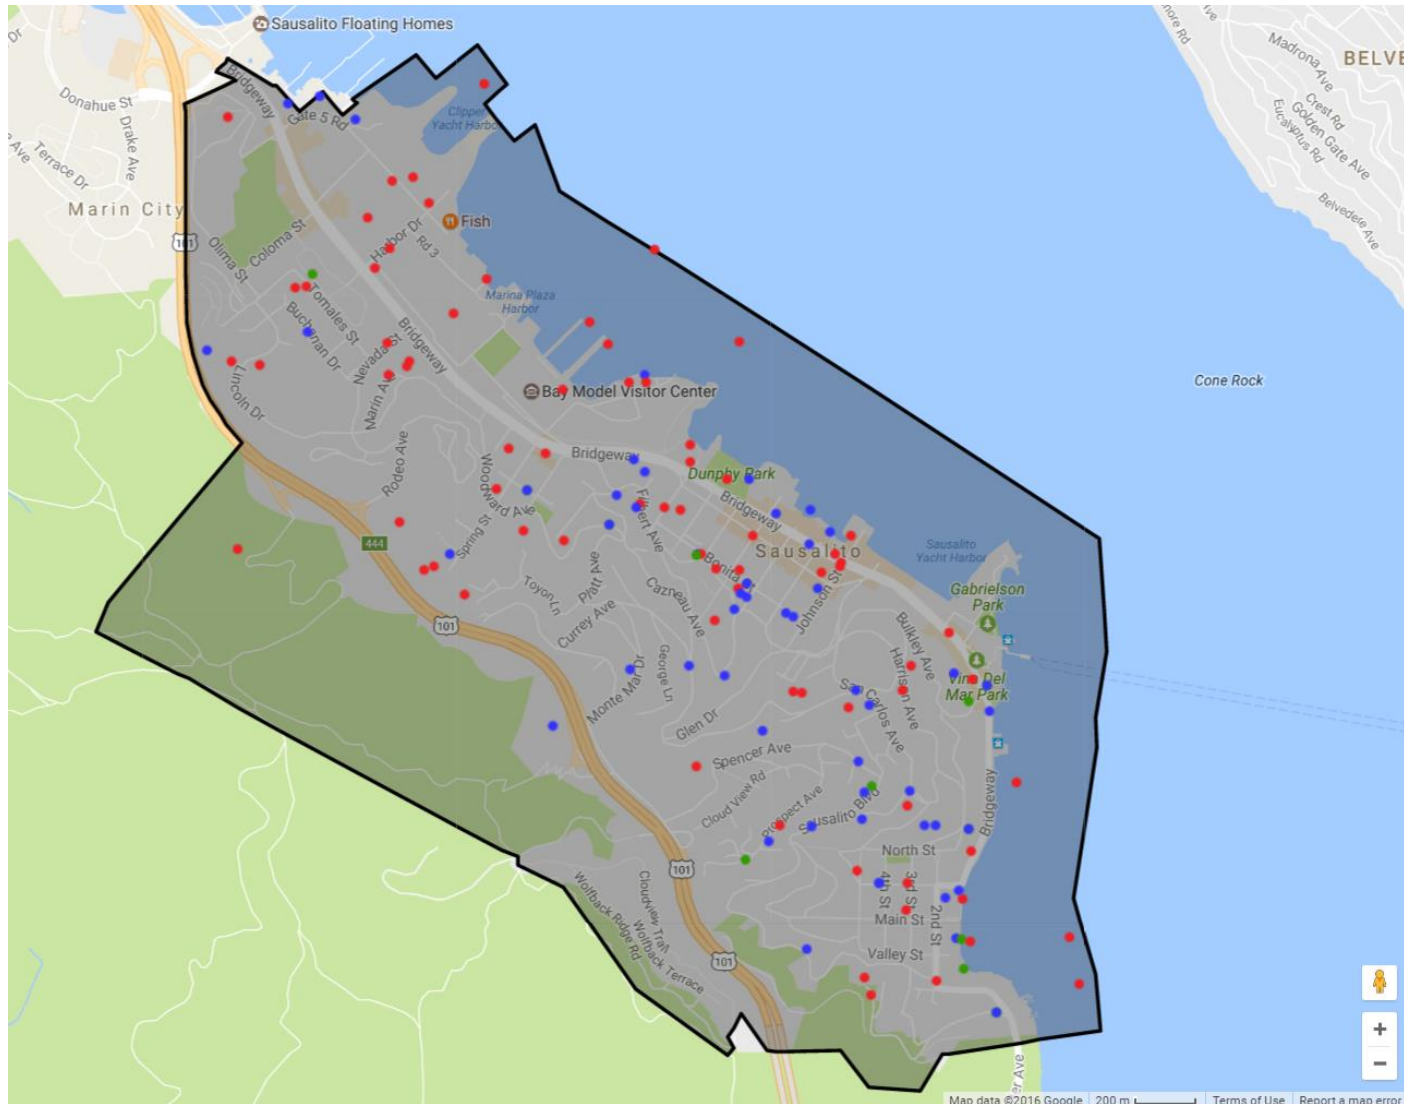 Sausalito Floating Homes
Madrona Ave
BELVE
Dr
Crest Rd
Golden Gate Ave
Eucalyptus Rd
Belvedere Ave
Donahue St
Drake Ave
Terrace Dr
Marin City
Bridgeway
Gate 5 Rd
Clipper
Yacht Harbor
101
Olima St
Coloma St
Harbor Dr
Rd 3
Fish
Marina Plaza
Harbor
Tomales St
Buchanan Dr
Nevada St
Bridgeway
Marin Ave
Lincoln Dr
Bay Model Visitor Center
Cone Rock
Rodeo Ave
Woodward Ave
Bridgeway
Filbert Ave
Dunphy Park
Bridgeway
Spring St
444
Sausalito
Sausalito
Yacht Harbor
Bonita St
Johnson St
Gabrielson
Park
Toyon Ln
Platt Ave
Currey Ave
Cazneau Ave
101
Bulkley Ave
Harrison Ave
Vina Del
Mar Park
George Ln
Monte Mar Dr
San Carlos Ave
Glen Dr
Spencer Ave
Cloud View Rd
Prospect Ave
Sausalito Blvd
Bridgeway
101
North St
4th St
3rd St
2nd St
Main St
Valley St
Wolfback Ridge Rd
Cloudview Trail
Wolfback Terrace
101
er Ave
+
−
Map data ©2016 Google
200 m
Terms of Use
Report a map error